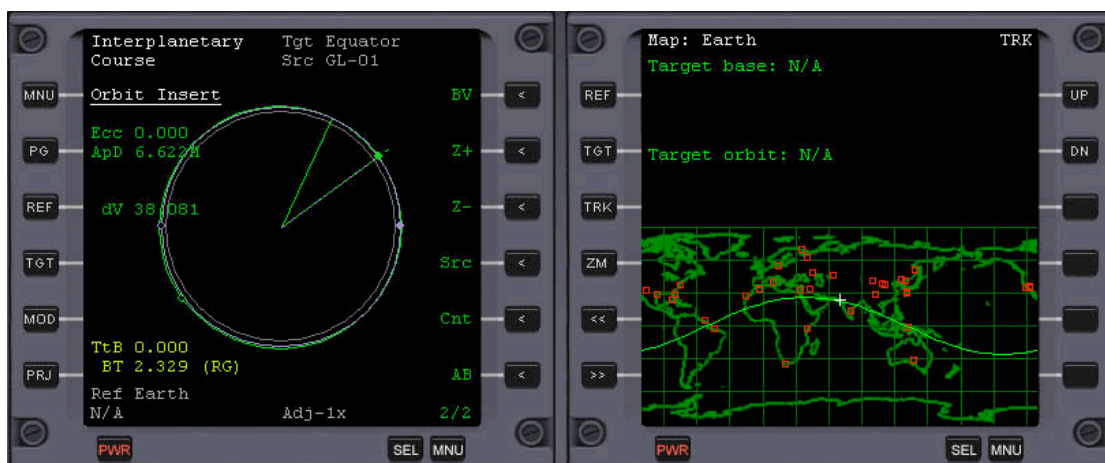 Interplanetary Tgt Equator
Course Src GL-01
Orbit Insert
Ecc 0.000
ApD 6.622M
dV 38.081
TtB 0.000
BT 2.329 (RG)
Ref Earth
N/A Adj-1x 2/2
MNU
PG
REF
TGT
MOD
PRJ
BV <
Z+ <
Z- <
Src <
Cnt <
AB <
PWR SEL MNU
Map: Earth TRK
Target base: N/A
Target orbit: N/A
REF
TGT
TRK
ZM
<<
>>
UP
DN
PWR SEL MNU